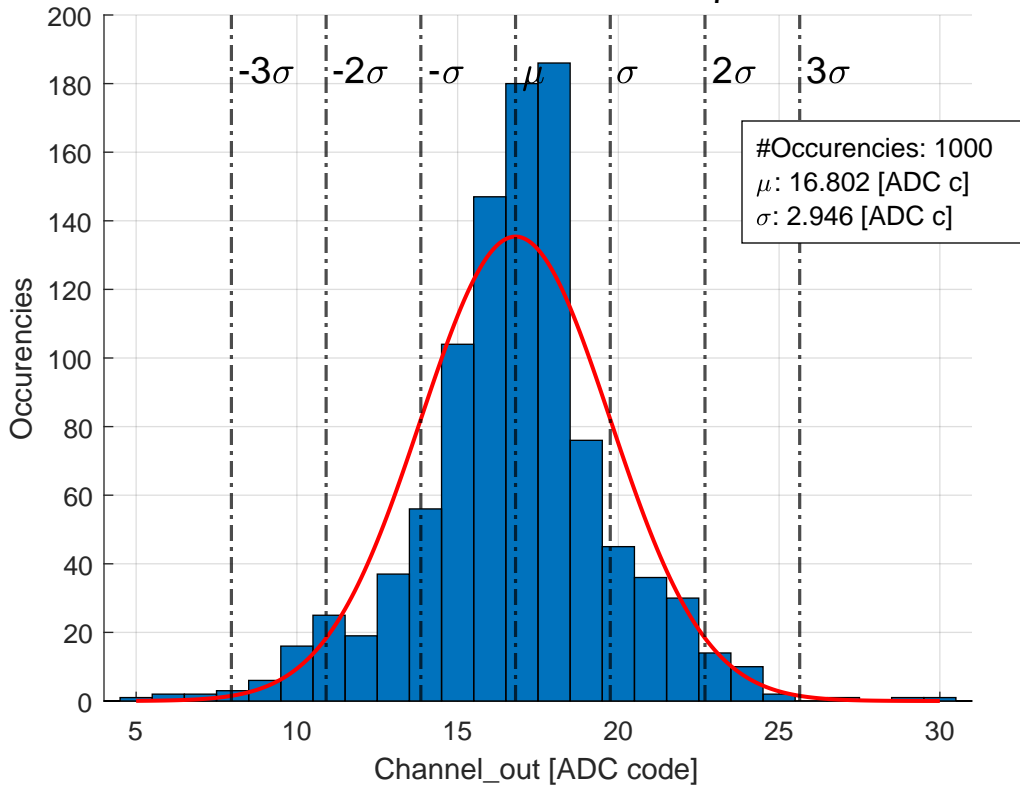 200
180
160
140
120
100
80
60
40
20
0
Occurencies
-3σ -2σ -σ μ σ 2σ 3σ
#Occurencies: 1000
μ: 16.802 [ADC c]
σ: 2.946 [ADC c]
5 10 15 20 25 30
Channel_out [ADC code]